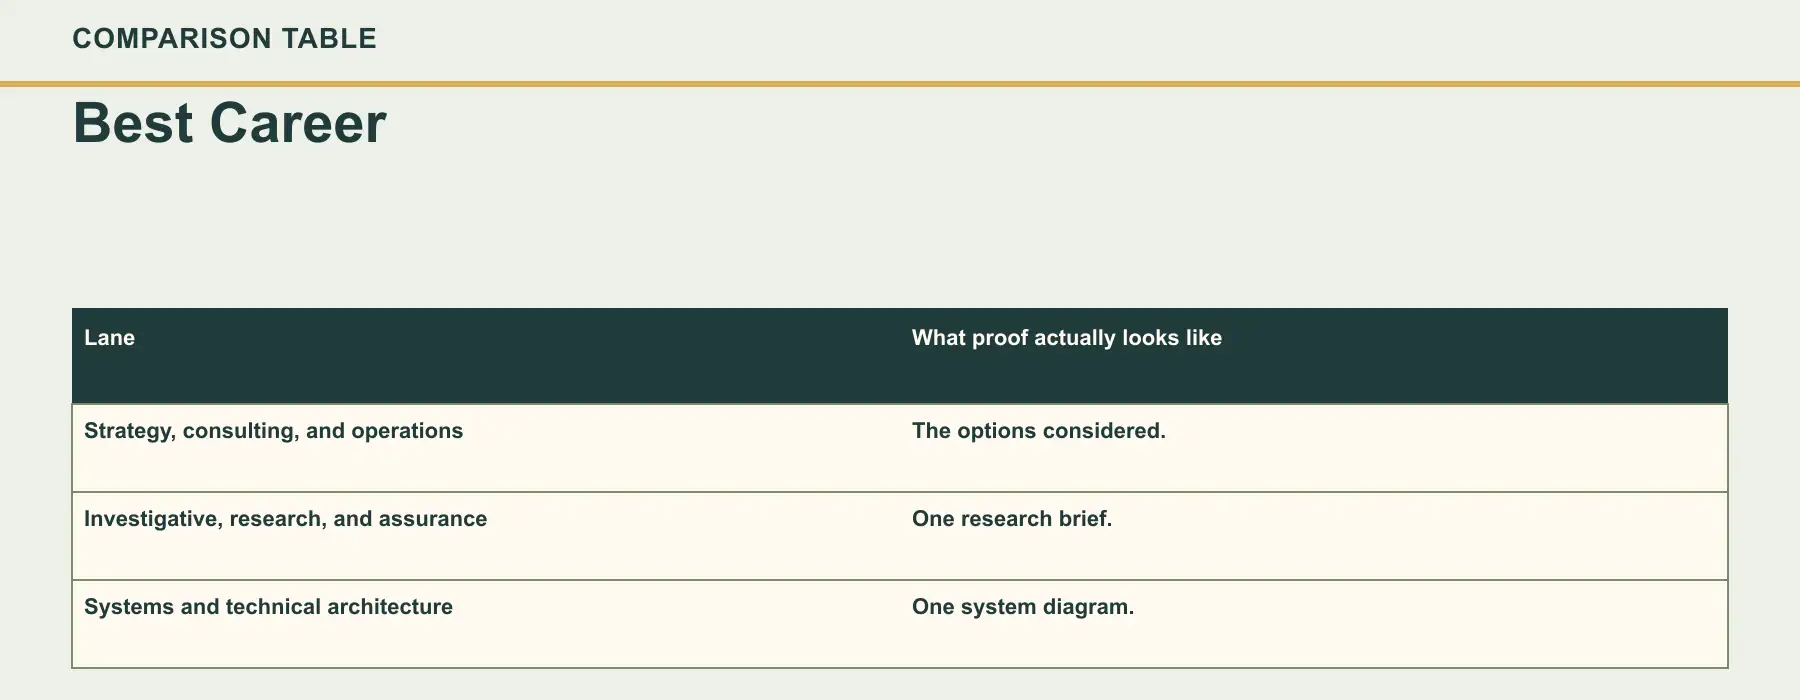 COMPARISON TABLE
Best Career
Lane What proof actually looks like
Strategy, consulting, and operations The options considered.
Investigative, research, and assurance One research brief.
Systems and technical architecture One system diagram.